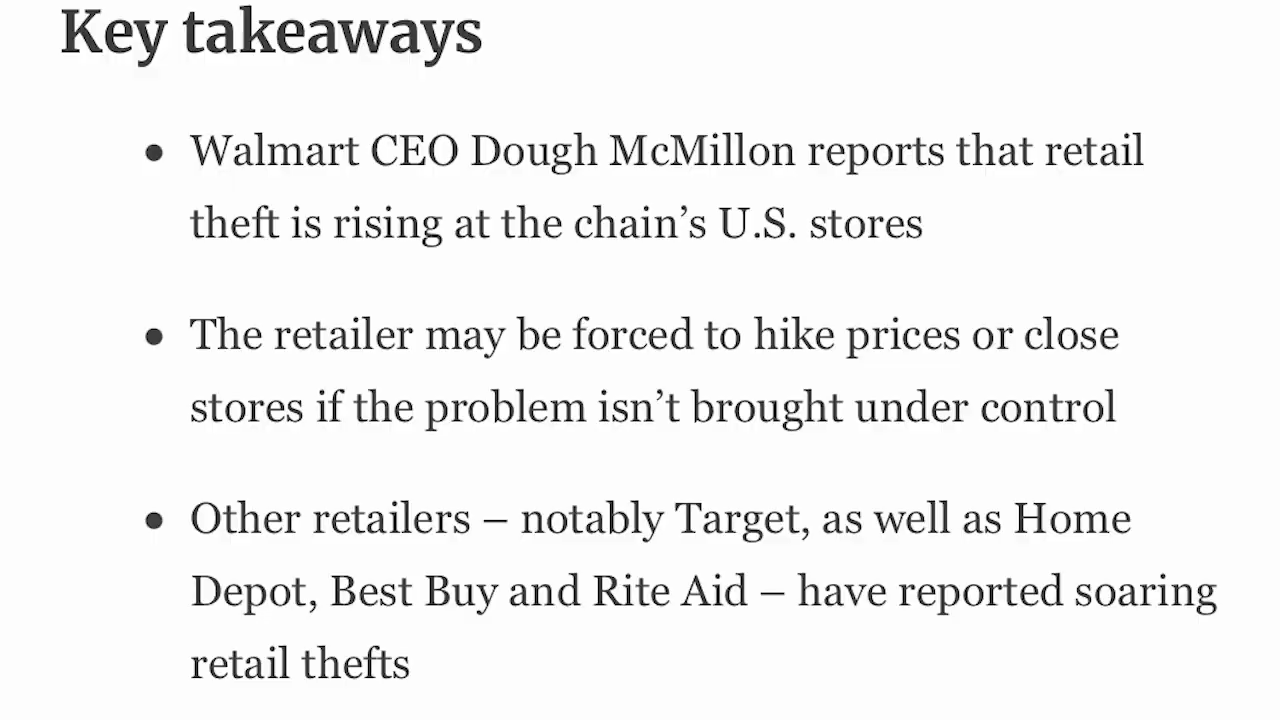 Key takeaways
• Walmart CEO Dough McMillon reports that retail
theft is rising at the chain’s U.S. stores
• The retailer may be forced to hike prices or close
stores if the problem isn’t brought under control
• Other retailers – notably Target, as well as Home
Depot, Best Buy and Rite Aid – have reported soaring
retail thefts